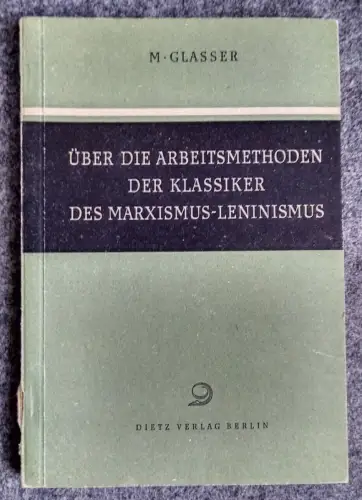 M · GLASSER
ÜBER DIE ARBEITSMETHODEN
DER KLASSIKER
DES MARXISMUS-LENINISMUS
DIETZ VERLAG BERLIN